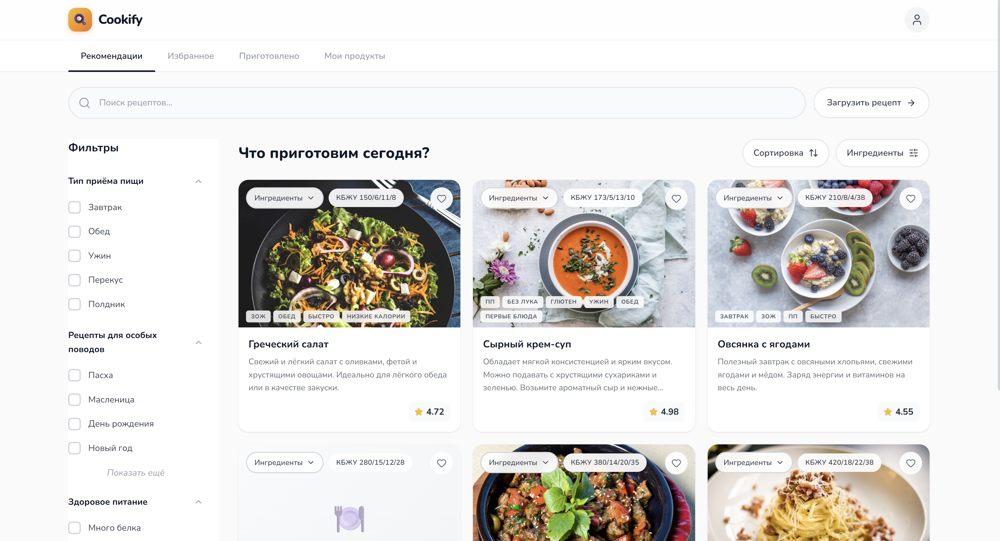 Cookify
Рекомендации
Избранное
Приготовлено
Мои продукты
Поиск рецептов...
Загрузить рецепт
Фильтры
Тип приёма пищи
Завтрак
Обед
Ужин
Перекус
Полдник
Рецепты для особых
поводов
Пасха
Масленица
День рождения
Новый год
Показать ещё
Здоровое питание
Много белка
Что приготовим сегодня?
Сортировка
Ингредиенты
Ингредиенты
КБЖУ 150/6/11/8
ЗОЖ
ОБЕД
БЫСТРО
НИЗКИЕ КАЛОРИИ
Греческий салат
Свежий и лёгкий салат с оливками, фетой и
хрустящими овощами. Идеально для лёгкого обеда
или в качестве закуски.
4.72
Ингредиенты
КБЖУ 173/5/13/10
ПП
БЕЗ ЛУКА
ГЛЮТЕН
УЖИН
ОБЕД
ПЕРВЫЕ БЛЮДА
Сырный крем-суп
Обладает мягкой консистенцией и ярким вкусом.
Можно подавать с хрустящими сухариками и
зеленью. Возьмите ароматный сыр и нежные...
4.98
Ингредиенты
КБЖУ 210/8/4/38
ЗАВТРАК
ЗОЖ
ПП
БЫСТРО
Овсянка с ягодами
Полезный завтрак с овсяными хлопьями, свежими
ягодами и мёдом. Заряд энергии и витаминов на
весь день.
4.55
Ингредиенты
КБЖУ 280/15/12/28
Ингредиенты
КБЖУ 380/14/20/35
Ингредиенты
КБЖУ 420/18/22/38